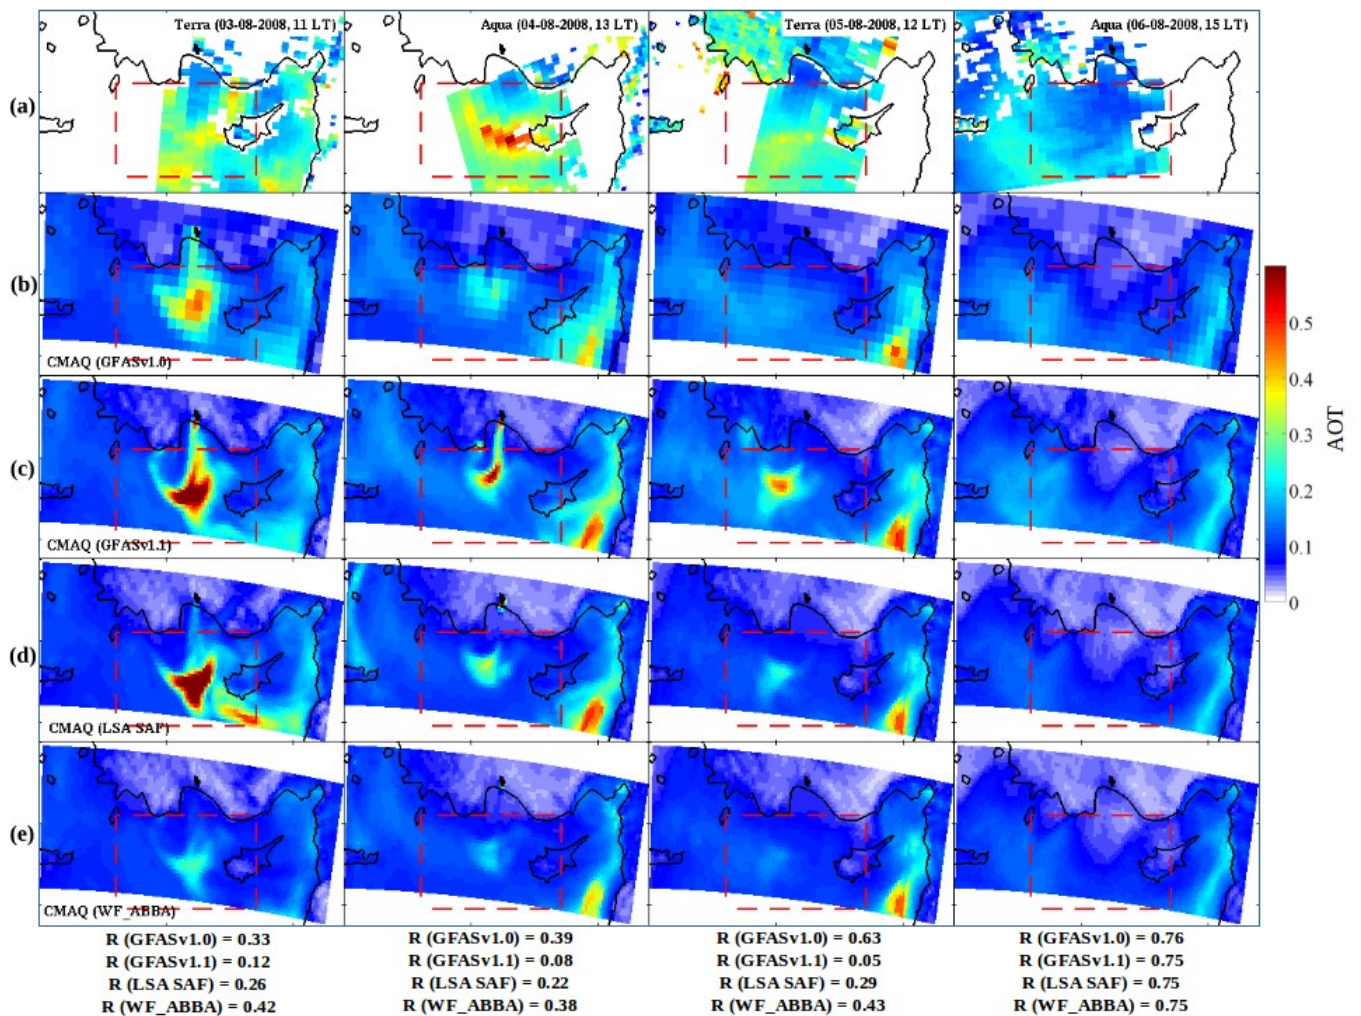 Terra (03-08-2008, 11 LT) Aqua (04-08-2008, 13 LT) Terra (05-08-2008, 12 LT) Aqua (06-08-2008, 15 LT)
(a)
(b)
CMAQ (GFASv1.0)
(c)
CMAQ (GFASv1.1)
(d)
CMAQ (LSA SAF)
(e)
CMAQ (WF_ABBA)
0.5
0.4
0.3
0.2
0.1
0
AOT
R (GFASv1.0) = 0.33 R (GFASv1.0) = 0.39 R (GFASv1.0) = 0.63 R (GFASv1.0) = 0.76
R (GFASv1.1) = 0.12 R (GFASv1.1) = 0.08 R (GFASv1.1) = 0.05 R (GFASv1.1) = 0.75
R (LSA SAF) = 0.26 R (LSA SAF) = 0.22 R (LSA SAF) = 0.29 R (LSA SAF) = 0.75
R (WF_ABBA) = 0.42 R (WF_ABBA) = 0.38 R (WF_ABBA) = 0.43 R (WF_ABBA) = 0.75